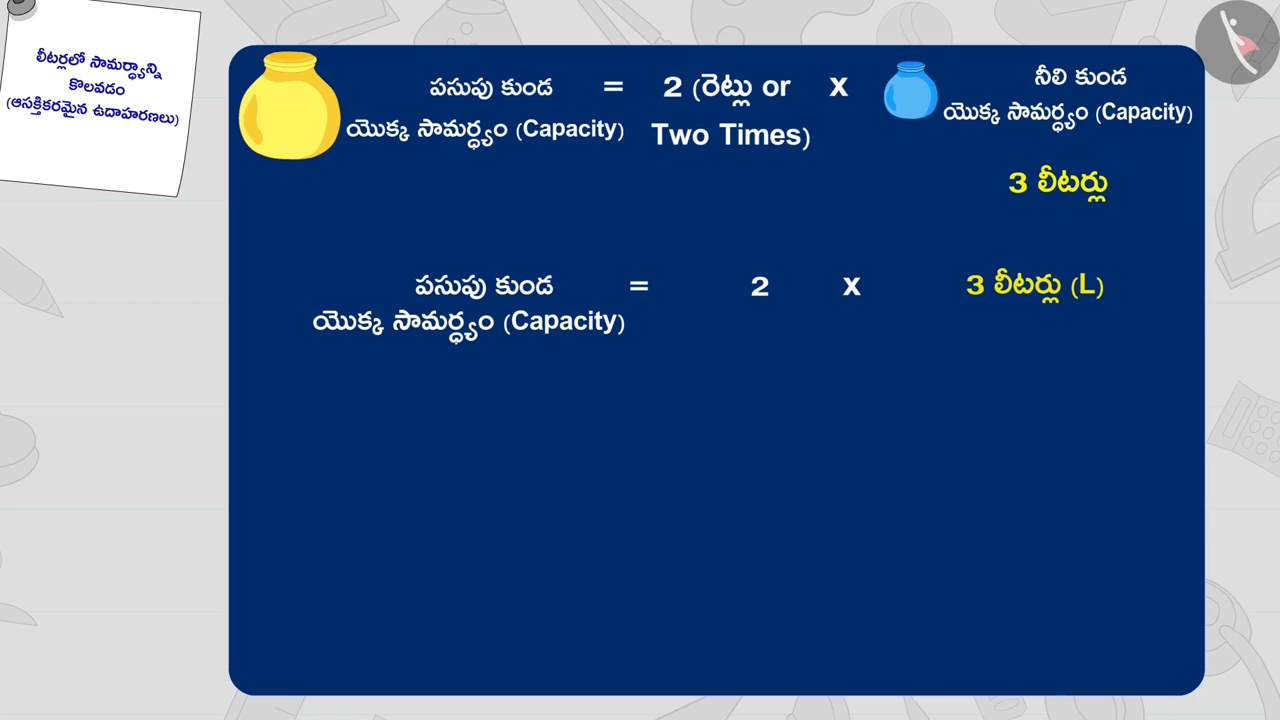 లీటర్లలో సామర్థ్యాన్ని
కొలవడం
(ఆసక్తికరమైన ఉదాహరణలు)
పసుపు కుండ = 2 (రెట్లు or x నీలి కుండ
యొక్క సామర్థ్యం (Capacity) Two Times) యొక్క సామర్థ్యం (Capacity)
3 లీటర్లు
పసుపు కుండ = 2 x 3 లీటర్లు (L)
యొక్క సామర్థ్యం (Capacity)